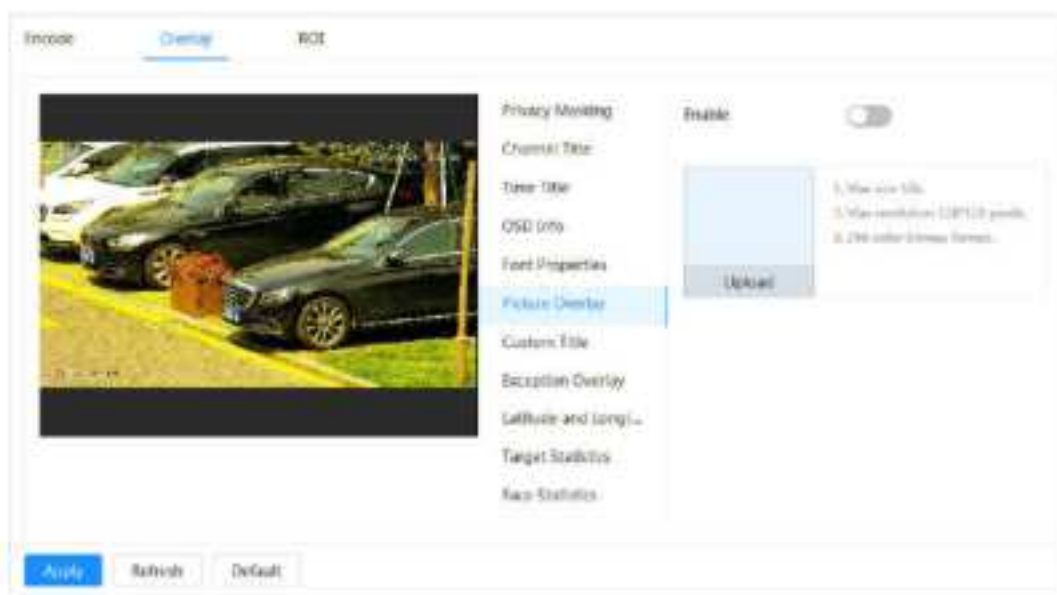 Encode Overlay ROI
Privacy Masking
Enable
Channel Title
Time Title
OSD Info
Font Properties
Upload
Picture Overlay
Custom Title
Exception Overlay
Latitude and Longi...
Target Statistics
Face Statistics
Apply Refresh Default